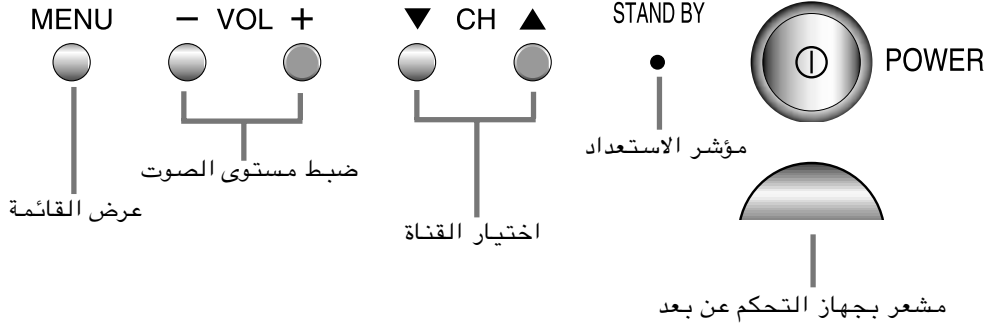 MENU
− VOL +
▼ CH ▲
STAND BY
POWER
مؤشر الاستعداد
ضبط مستوى الصوت
عرض القائمة
اختيار القناة
مشعر بجهاز التحكم عن بعد